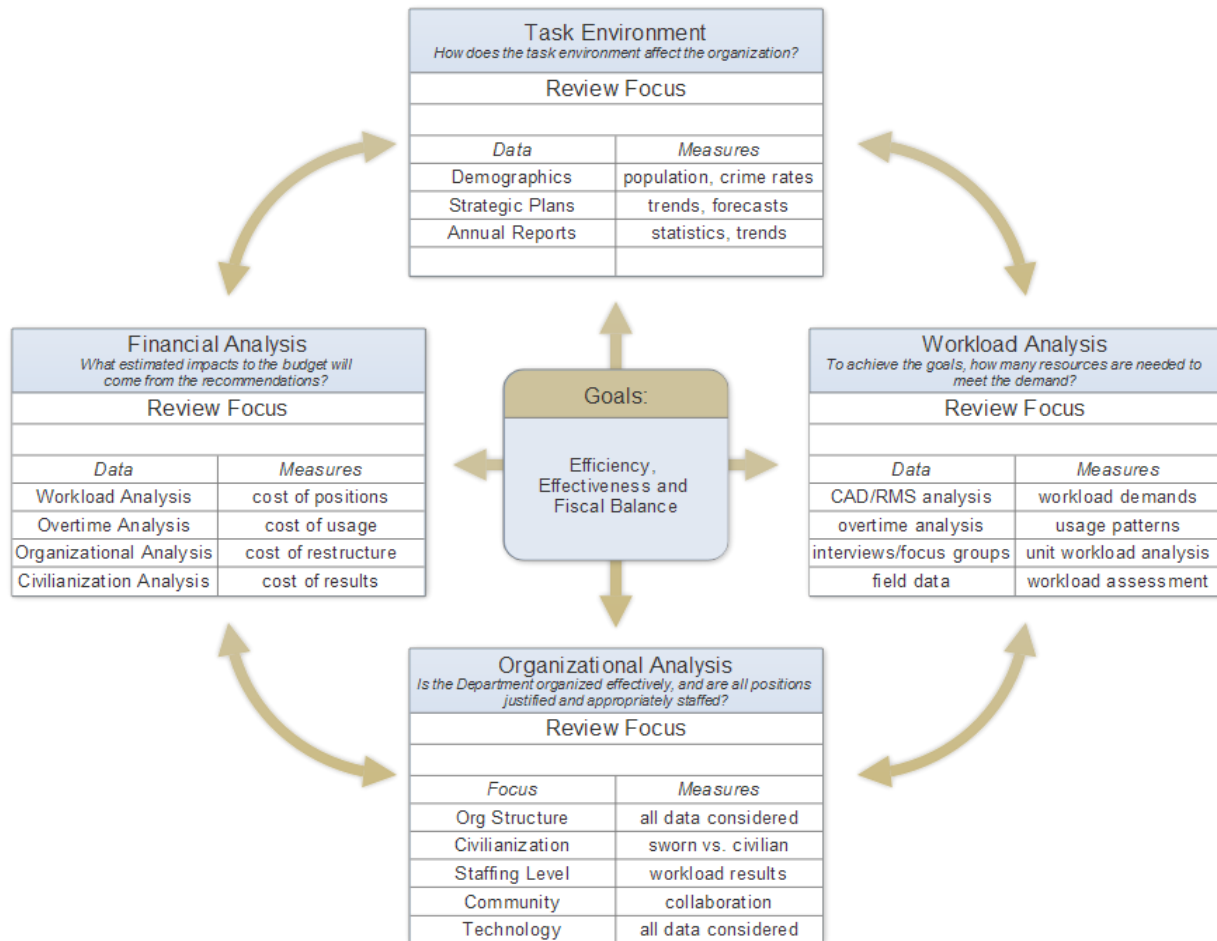 Task Environment
How does the task environment affect the organization?
Review Focus
Data Measures
Demographics population, crime rates
Strategic Plans trends, forecasts
Annual Reports statistics, trends
Financial Analysis
What estimated impacts to the budget will
come from the recommendations?
Review Focus
Data Measures
Workload Analysis cost of positions
Overtime Analysis cost of usage
Organizational Analysis cost of restructure
Civilianization Analysis cost of results
Goals:
Efficiency,
Effectiveness and
Fiscal Balance
Workload Analysis
To achieve the goals, how many resources are needed to
meet the demand?
Review Focus
Data Measures
CAD/RMS analysis workload demands
overtime analysis usage patterns
interviews/focus groups unit workload analysis
field data workload assessment
Organizational Analysis
Is the Department organized effectively, and are all positions
justified and appropriately staffed?
Review Focus
Focus Measures
Org Structure all data considered
Civilianization sworn vs. civilian
Staffing Level workload results
Community collaboration
Technology all data considered